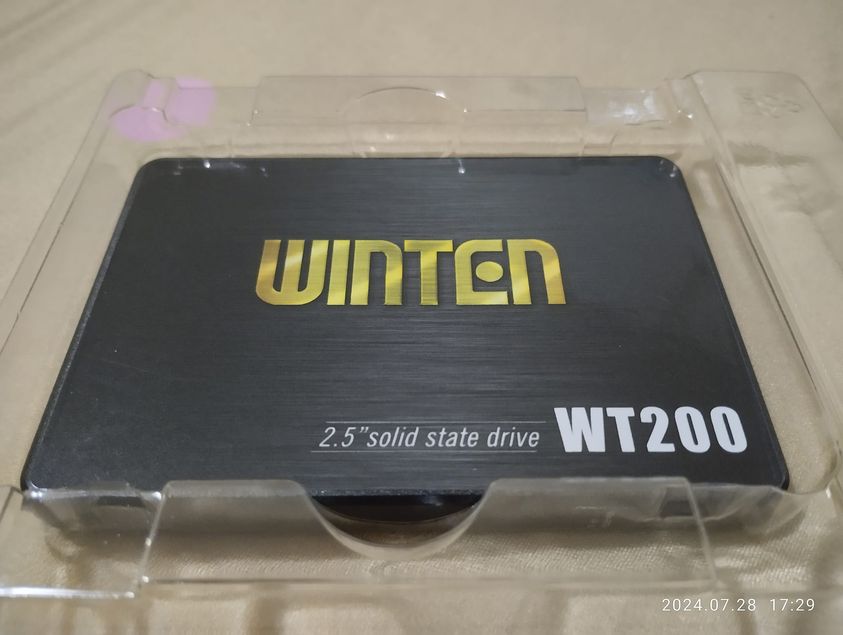 WINTEN
2.5”solid state drive WT200
2024.07.28 17:29